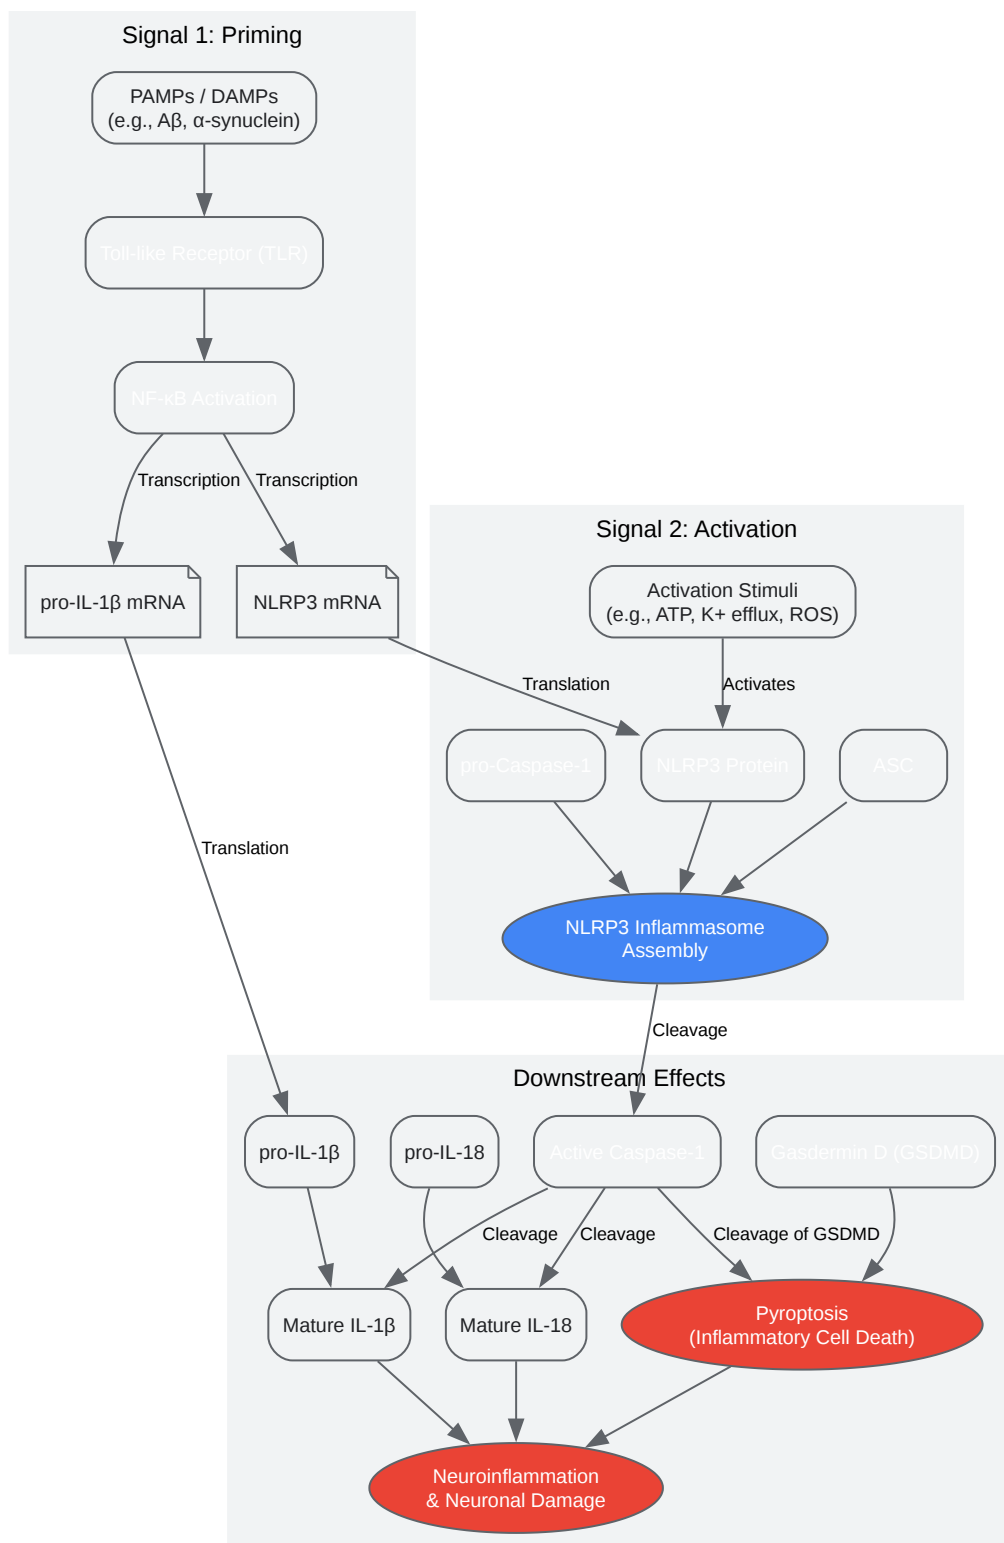 Signal 1: Priming
PAMPs / DAMPs
(e.g., Aβ, α-synuclein)
Toll-like Receptor (TLR)
NF-κB Activation
Transcription
Transcription
pro-IL-1β mRNA
NLRP3 mRNA
Signal 2: Activation
Activation Stimuli
(e.g., ATP, K+ efflux, ROS)
Translation
Activates
pro-Caspase-1
NLRP3 Protein
ASC
Translation
NLRP3 Inflammasome
Assembly
Cleavage
Downstream Effects
pro-IL-1β
pro-IL-18
Active Caspase-1
Gasdermin D (GSDMD)
Cleavage
Cleavage
Cleavage of GSDMD
Mature IL-1β
Mature IL-18
Pyroptosis
(Inflammatory Cell Death)
Neuroinflammation
& Neuronal Damage